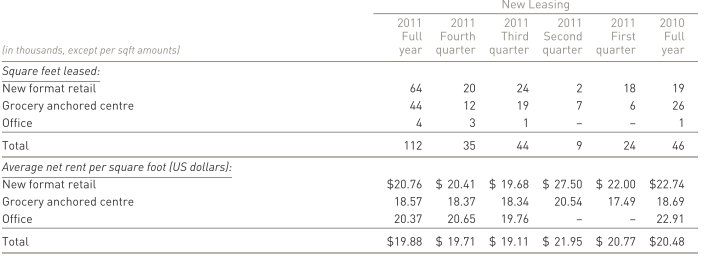 New Leasing
2011 2011 2011 2011 2011 2010
Full Fourth Third Second First Full
(in thousands, except per sqft amounts) year quarter quarter quarter quarter year
Square feet leased:
New format retail 64 20 24 2 18 19
Grocery anchored centre 44 12 19 7 6 26
Office 4 3 1 – – 1
Total 112 35 44 9 24 46
Average net rent per square foot (US dollars):
New format retail $20.76 $ 20.41 $ 19.68 $ 27.50 $ 22.00 $22.74
Grocery anchored centre 18.57 18.37 18.34 20.54 17.49 18.69
Office 20.37 20.65 19.76 – – 22.91
Total $19.88 $ 19.71 $ 19.11 $ 21.95 $ 20.77 $20.48